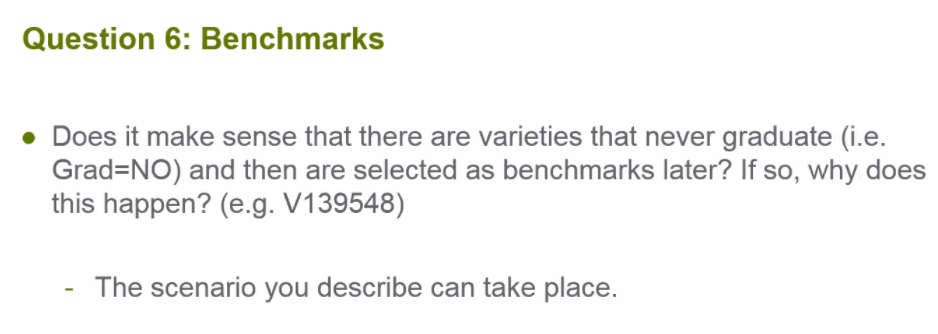 Question 6: Benchmarks
● Does it make sense that there are varieties that never graduate (i.e.
Grad=NO) and then are selected as benchmarks later? If so, why does
this happen? (e.g. V139548)
- The scenario you describe can take place.